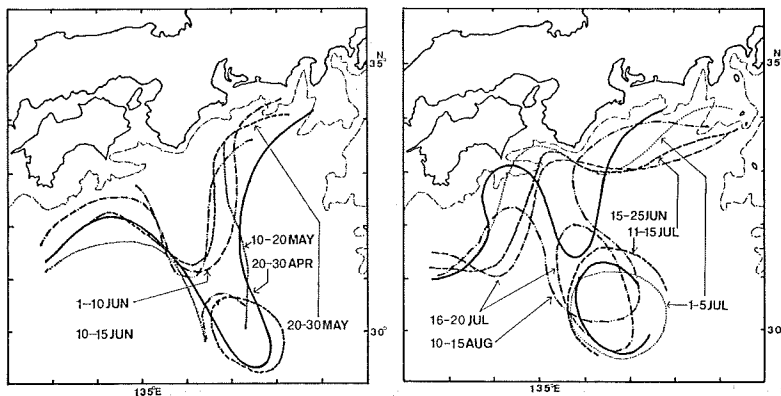 N
35°
10-20 MAY
20-30 APR
1-10 JUN
10-15 JUN
20-30 MAY
30°
135°E
N
35°
15-25 JUN
11-15 JUL
1-5 JUL
16-20 JUL
10-15 AUG
30
135°E